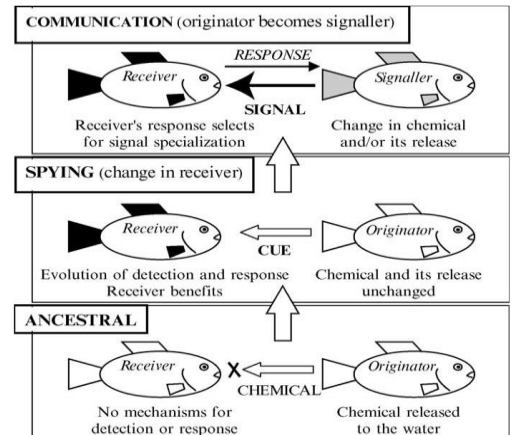 COMMUNICATION (originator becomes signaller)
RESPONSE
Receiver
Signaller
SIGNAL
Receiver's response selects
for signal specialization
Change in chemical
and/or its release
SPYING (change in receiver)
Receiver
Originator
CUE
Evolution of detection and response
Receiver benefits
Chemical and its release
unchanged
ANCESTRAL
Receiver
X
Originator
CHEMICAL
No mechanisms for
detection or response
Chemical released
to the water